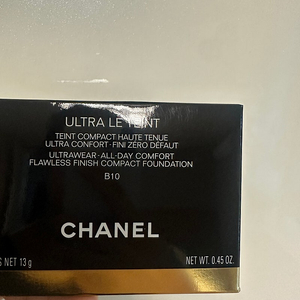 ULTRA LE TEINT
TEINT COMPACT HAUTE TENUE
ULTRA CONFORT · FINI ZÉRO DÉFAUT
ULTRAWEAR · ALL-DAY COMFORT
FLAWLESS FINISH COMPACT FOUNDATION
B10
CHANEL
NET 13 g
NET WT. 0.45 OZ.